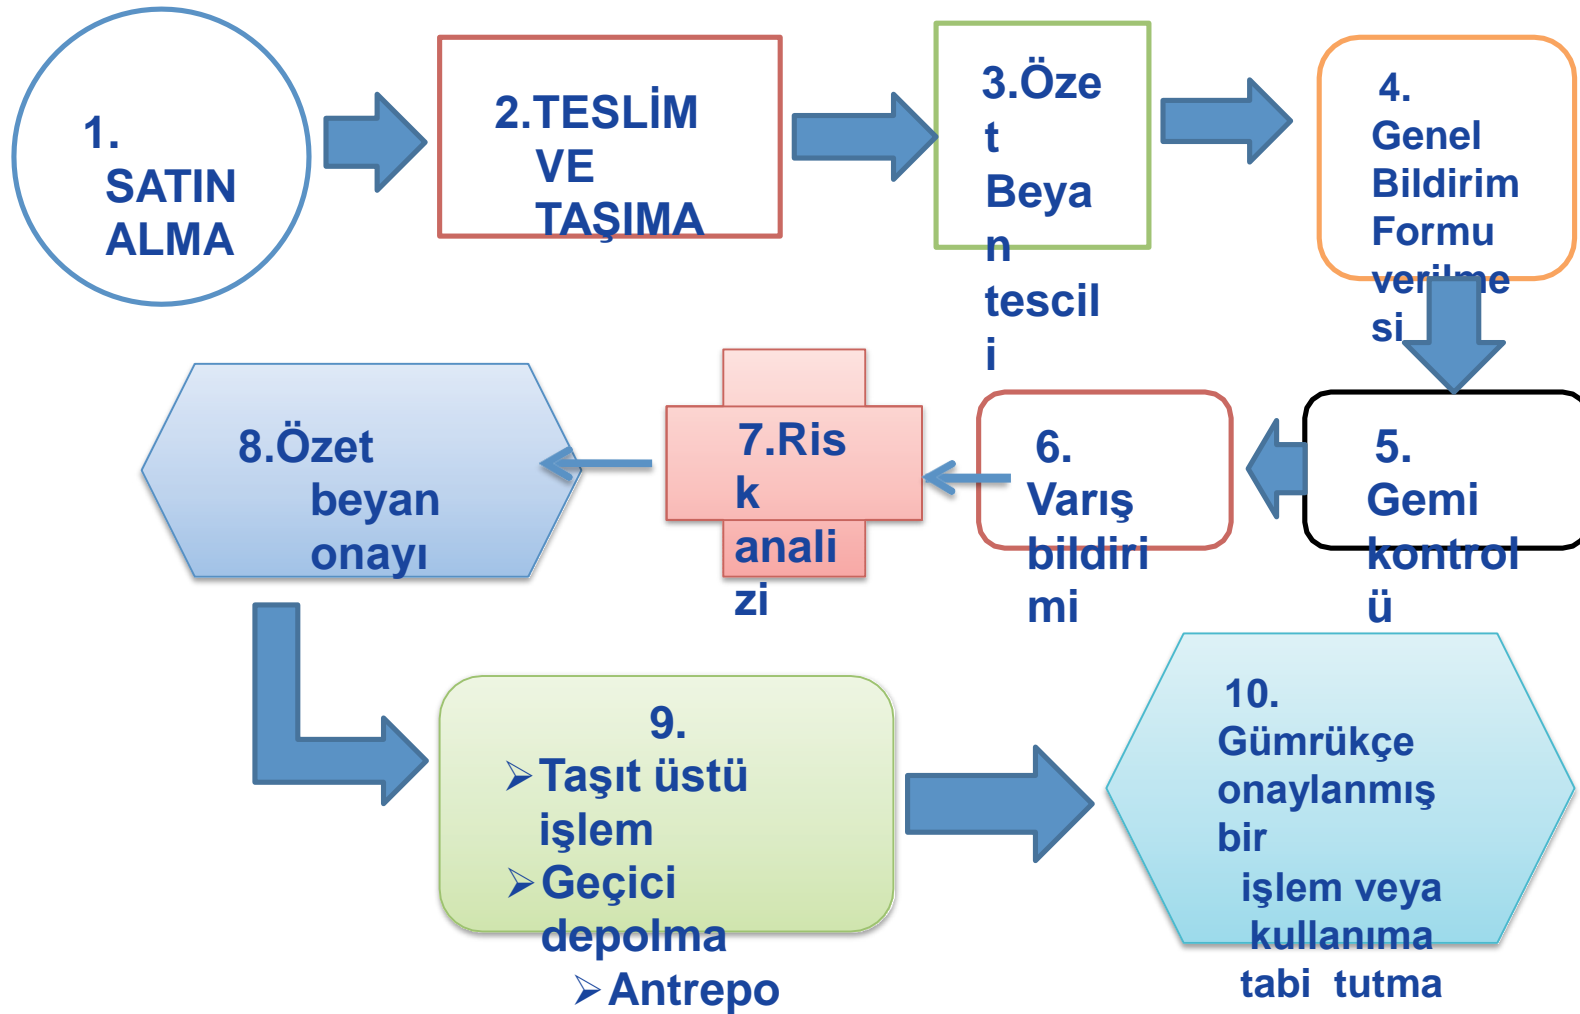 1.
SATIN
ALMA
2.TESLİM
VE
TAŞIMA
3.Öze
t
Beya
n
tescil
i
4.
Genel
Bildirim
Formu
verilme
si
5.
Gemi
kontrol
ü
6.
Varış
bildiri
mi
7.Ris
k
anali
zi
8.Özet
beyan
onayı
9.
➢Taşıt üstü
işlem
➢Geçici
depolma
➢Antrepo
10.
Gümrükçe
onaylanmış
bir
işlem veya
kullanıma
tabi tutma